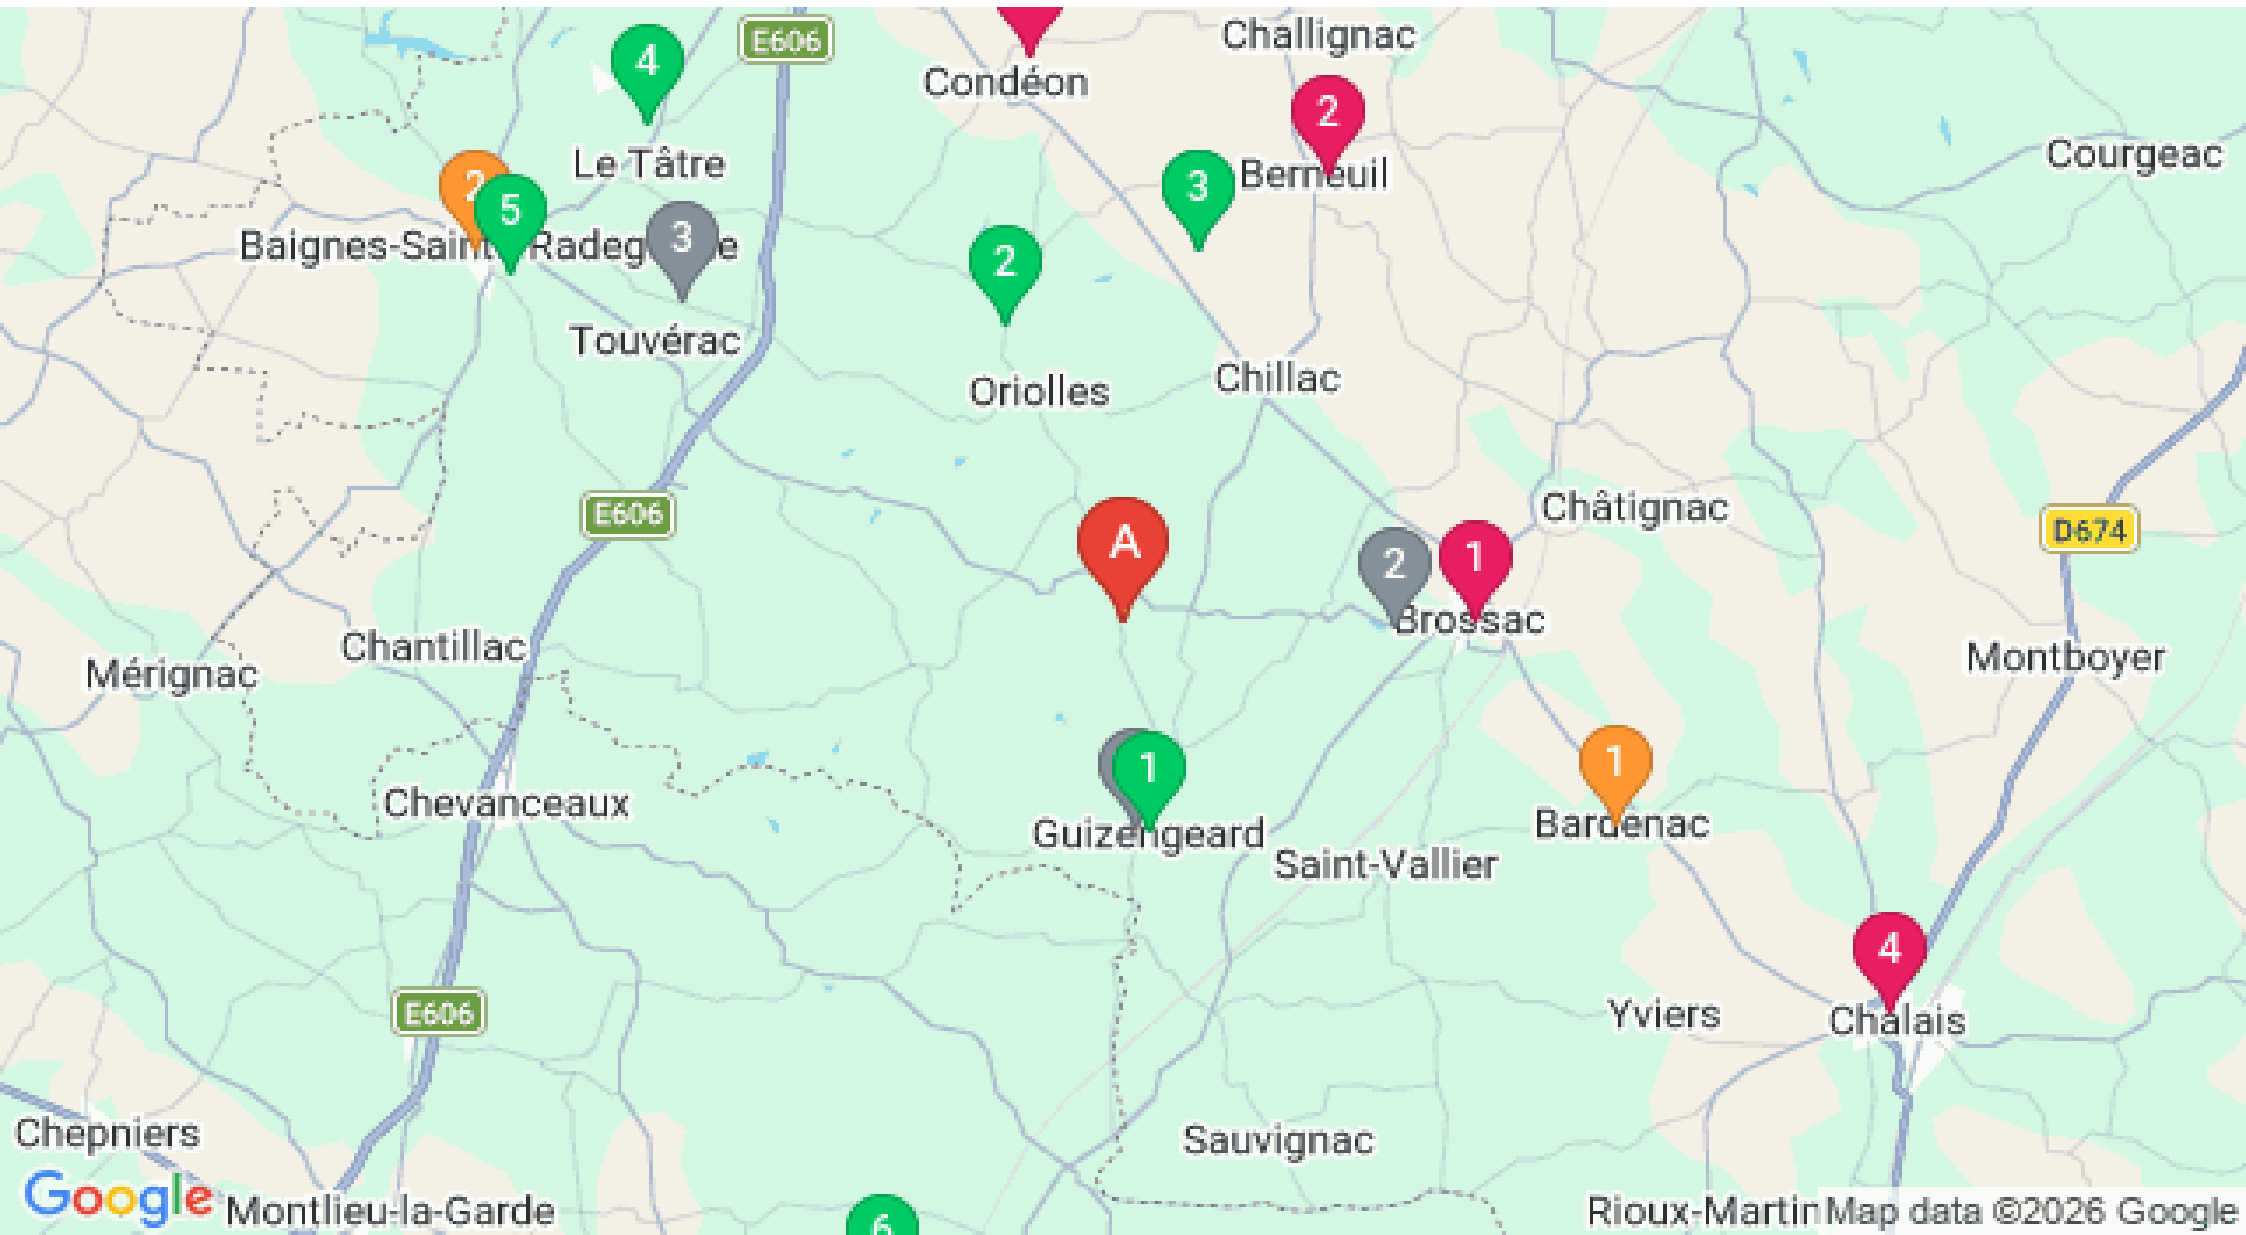 E606
Challignac
4
Condéon
2
Courgeac
Le Tâtre
3
Berneuil
2
5
3
Baignes-Sainte-Radegonde
2
Touvérac
Chillac
Oriolles
Châtignac
E606
D674
A
2
1
Brossac
Chantillac
Montboyer
Mérignac
1
1
Chevanceaux
Bardenac
Guizengeard
Saint-Vallier
4
E606
Yviers
Chalais
Chepniers
Sauvignac
Google
Montlieu-la-Garde
6
Rioux-Martin
Map data ©2026 Google